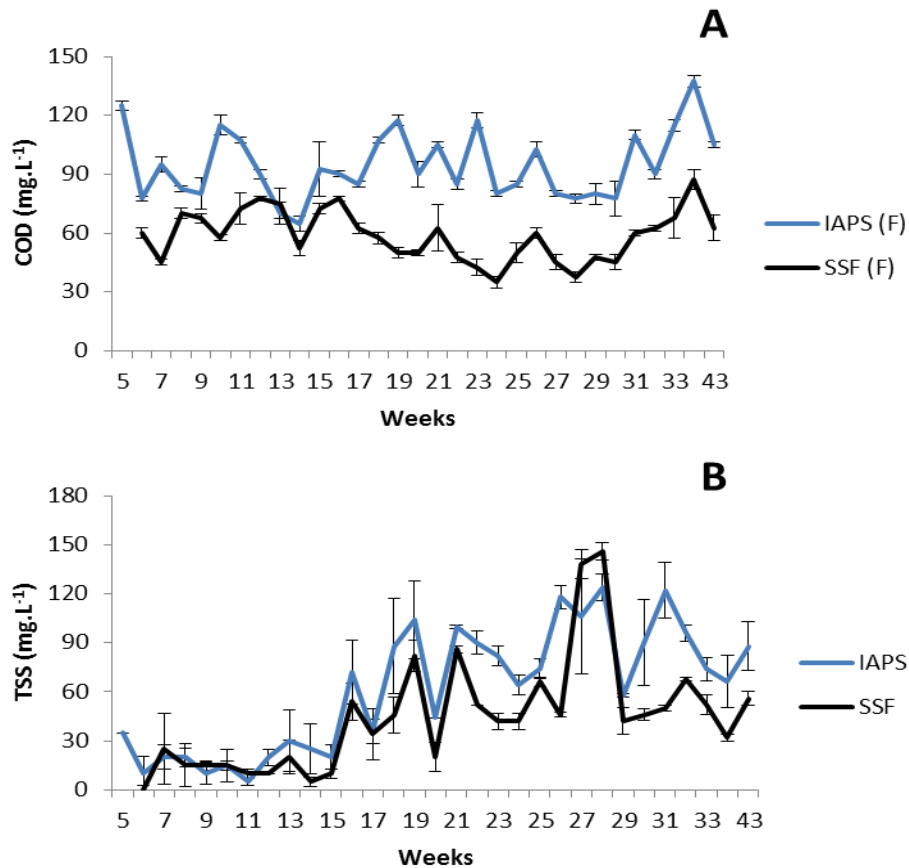 A
150
120
90
60
30
0
COD (mg.L-1)
5 7 9 11 13 15 17 19 21 23 25 27 29 31 33 43
Weeks
IAPS (F)
SSF (F)
B
180
150
120
90
60
30
0
TSS (mg.L-1)
5 7 9 11 13 15 17 19 21 23 25 27 29 31 33 43
Weeks
IAPS
SSF